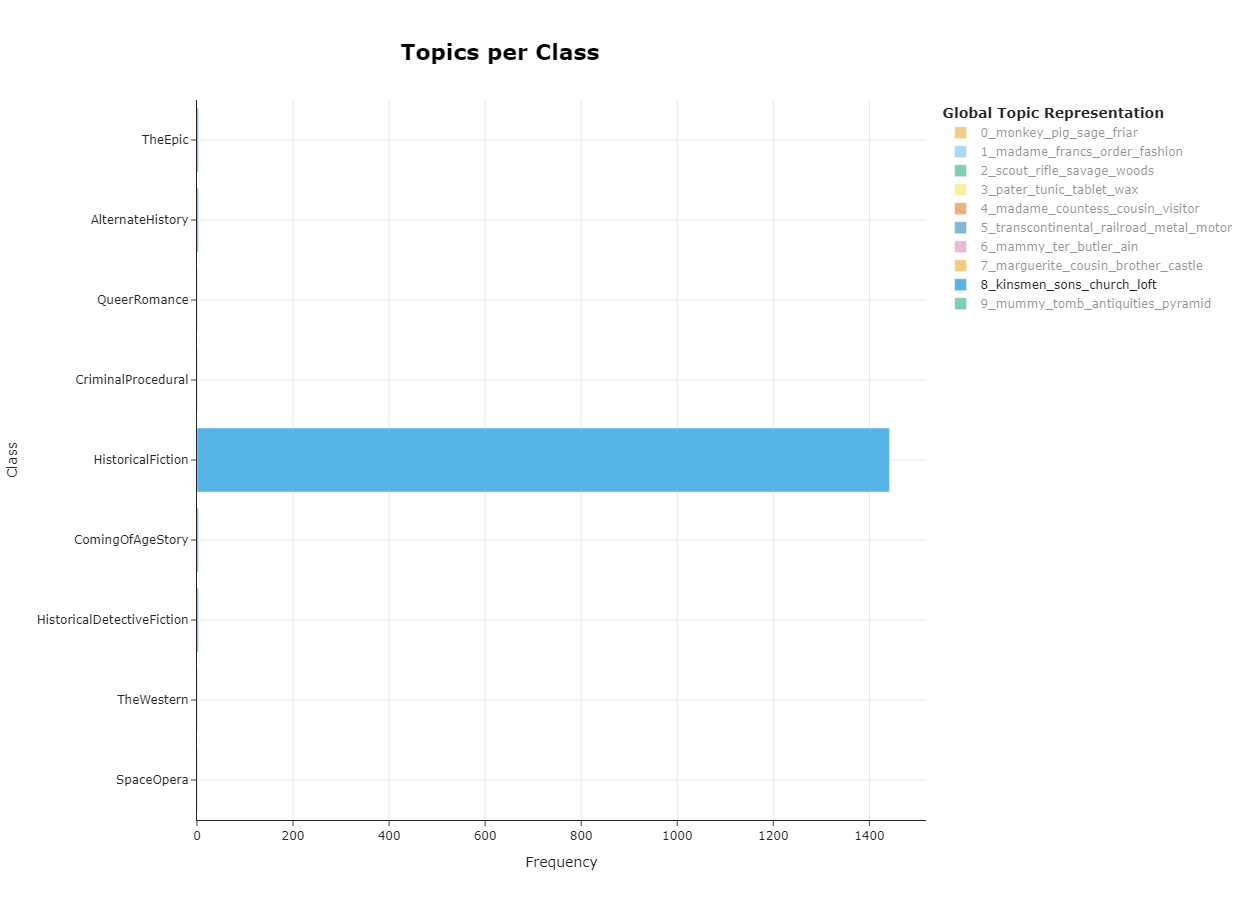 Topics per Class
Global Topic Representation
0_monkey_pig_sage_friar
1_madame_francs_order_fashion
2_scout_rifle_savage_woods
3_pater_tunic_tablet_wax
4_madame_countess_cousin_visitor
5_transcontinental_railroad_metal_motor
6_mammy_ter_butler_ain
7_marguerite_cousin_brother_castle
8_kinsmen_sons_church_loft
9_mummy_tomb_antiquities_pyramid
Class
TheEpic
AlternateHistory
QueerRomance
CriminalProcedural
HistoricalFiction
ComingOfAgeStory
HistoricalDetectiveFiction
TheWestern
SpaceOpera
0 200 400 600 800 1000 1200 1400
Frequency